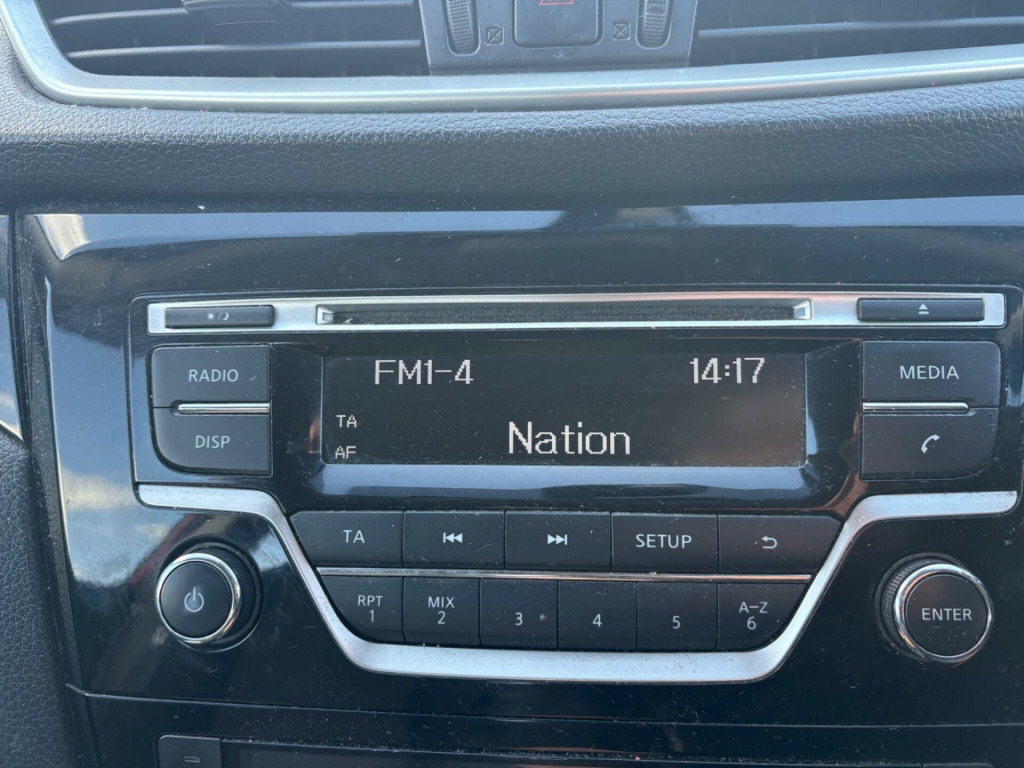 RADIO
DISP
FM1-4 14:17
TA
AF
Nation
MEDIA
TA
SETUP
RPT MIX A-Z
1 2 3 4 5 6
ENTER